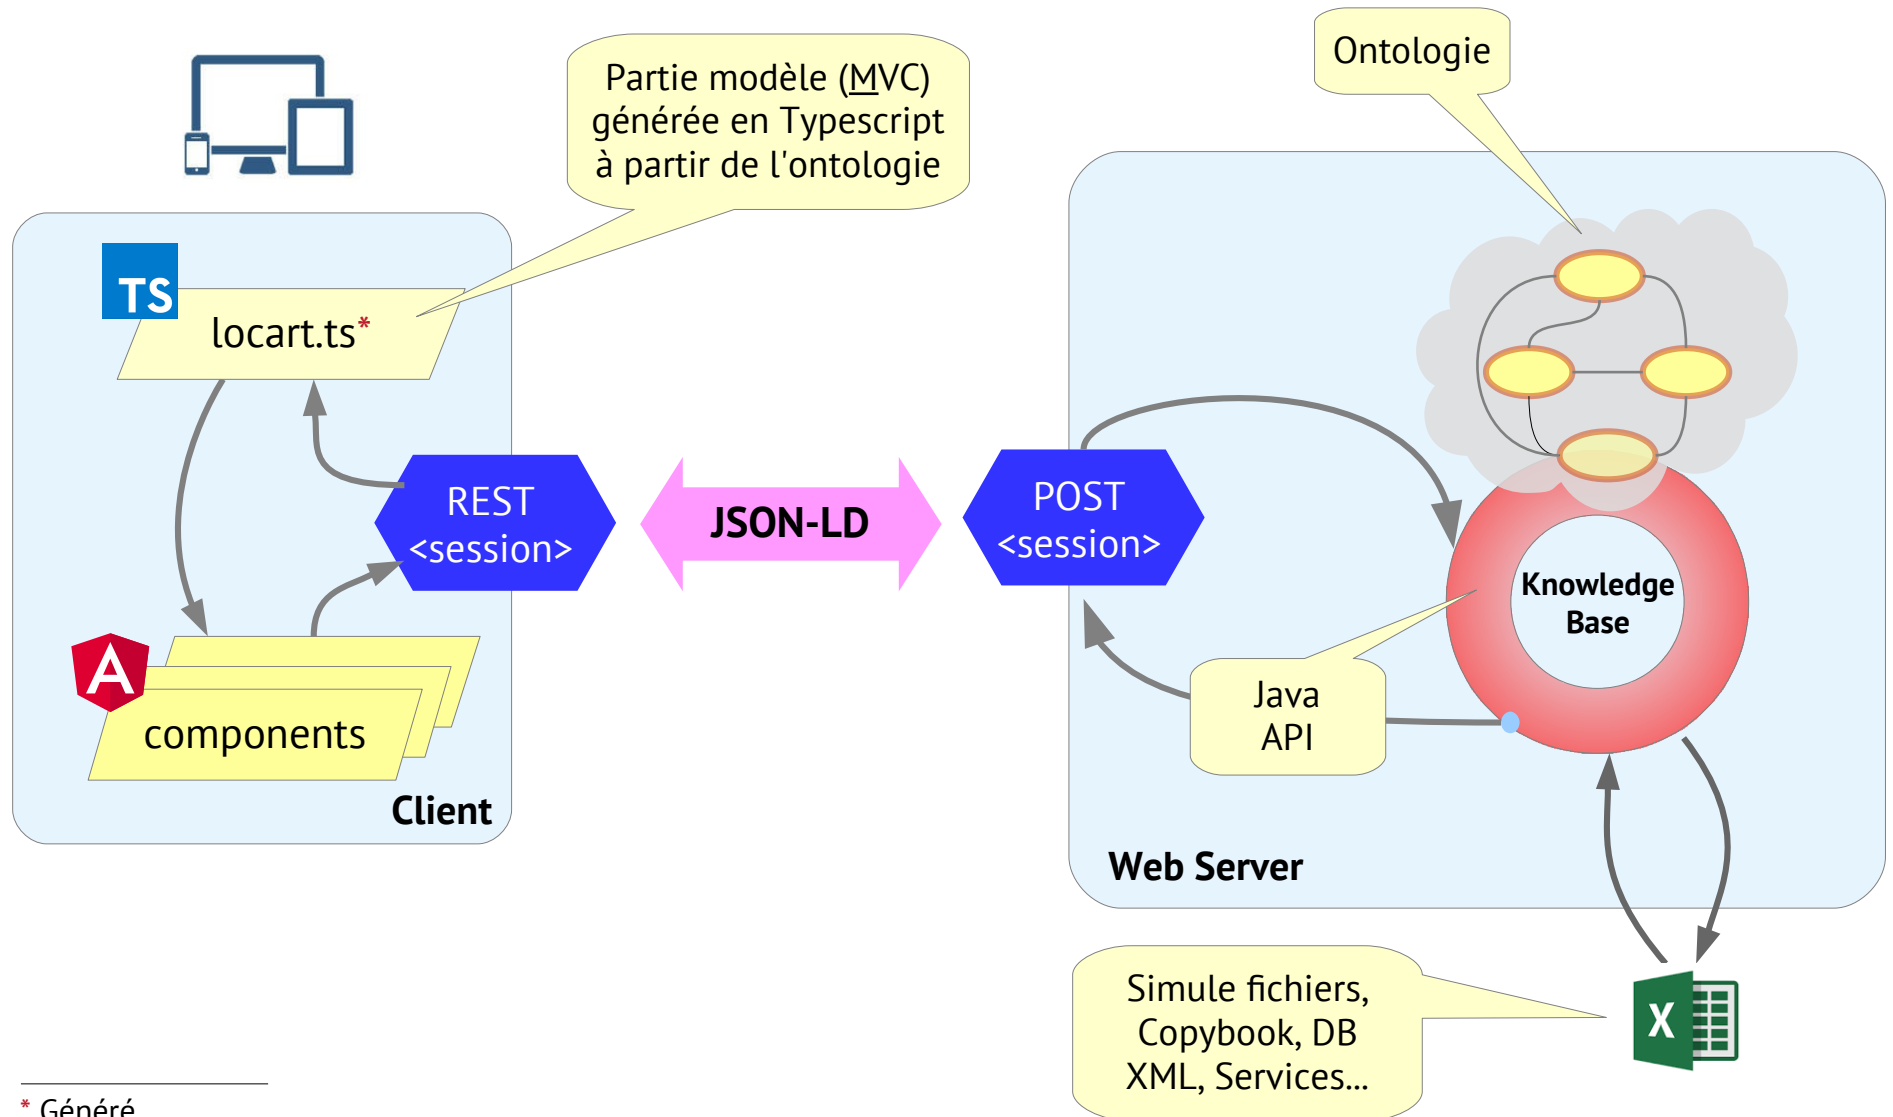 Ontologie
Partie modèle (MVC)
générée en Typescript
à partir de l'ontologie
TS
locart.ts*
REST
<session>
JSON-LD
POST
<session>
Knowledge
Base
Java
API
A
components
Client
Web Server
Simule fichiers,
Copybook, DB
XML, Services...
X
* Généré